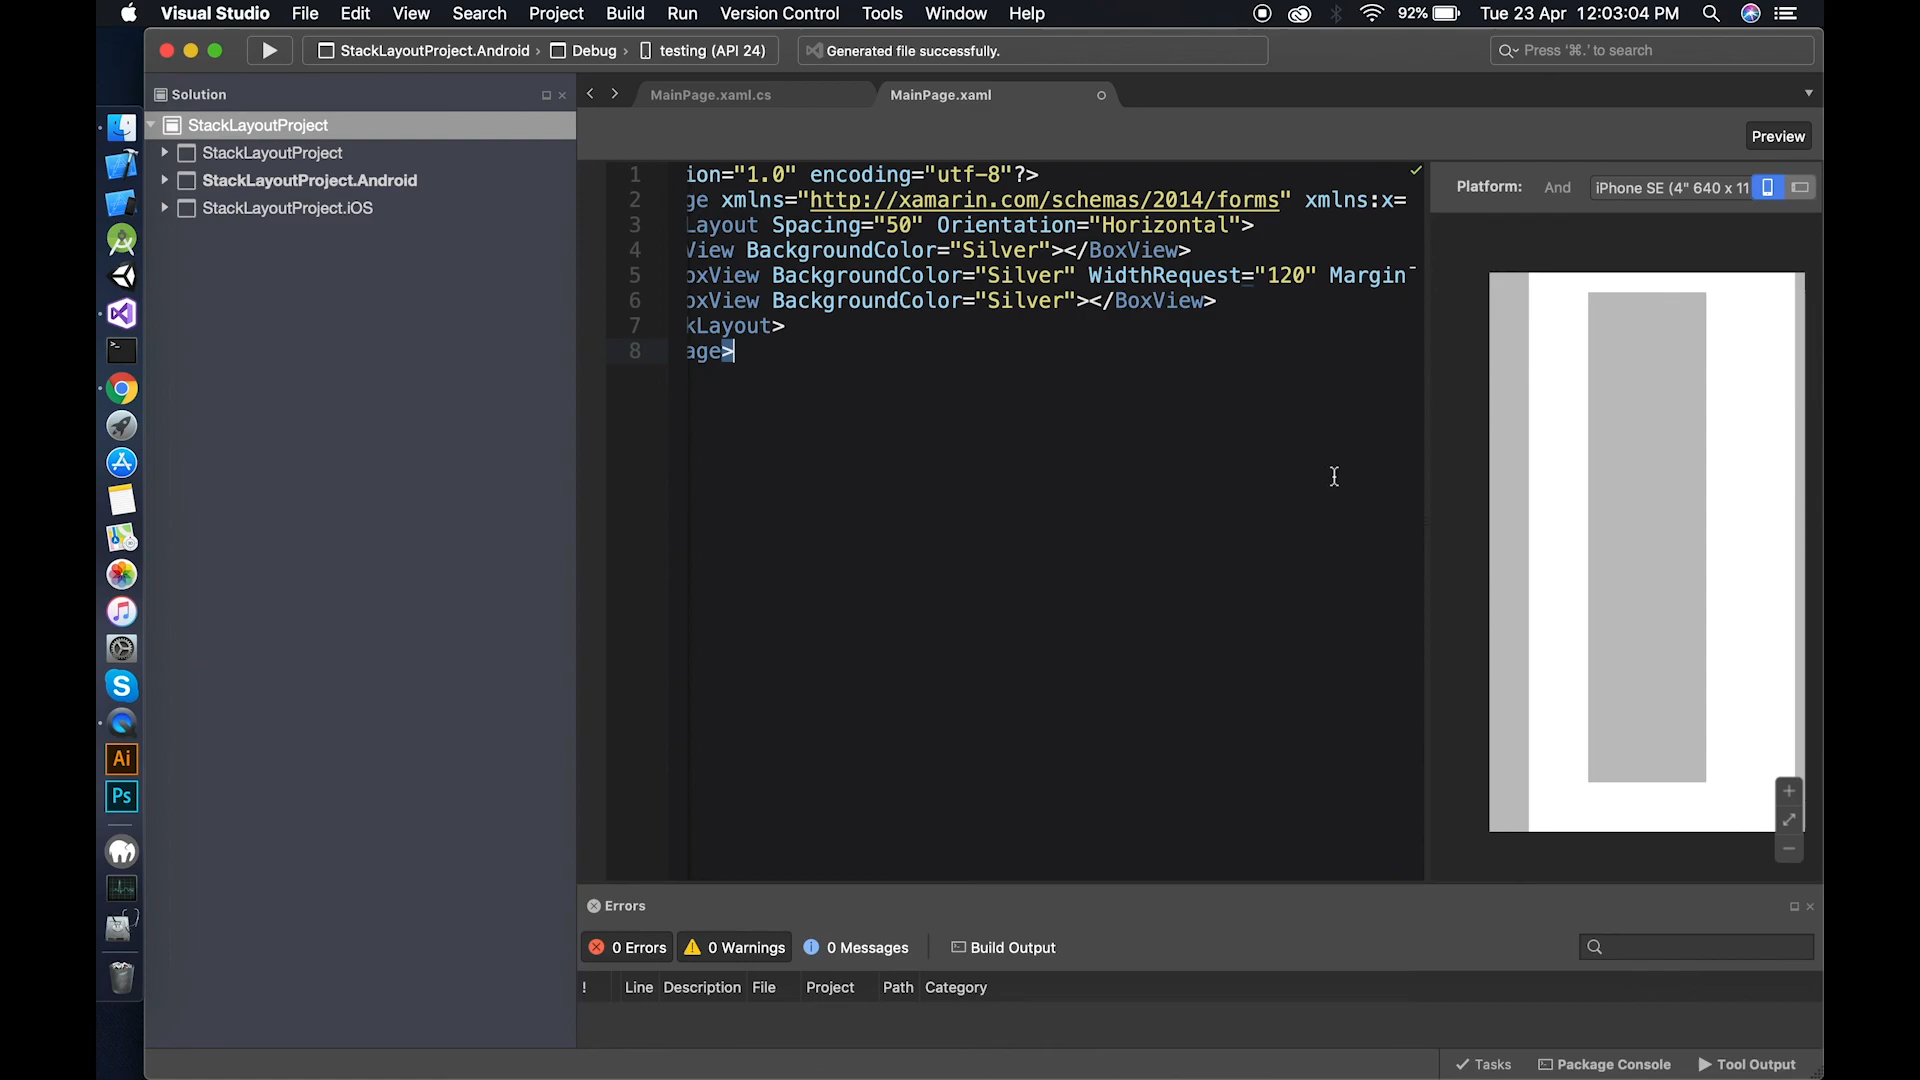 Visual Studio File Edit View Search Project Build Run Version Control Tools Window Help 92% Tue 23 Apr 12:03:04 PM
StackLayoutProject.Android › Debug › testing (API 24) Generated file successfully. Press '⌘.' to search
Solution
MainPage.xaml.cs
MainPage.xaml
StackLayoutProject
StackLayoutProject
StackLayoutProject.Android
StackLayoutProject.iOS
Preview
Platform: And iPhone SE (4" 640 x 11
1 ion="1.0" encoding="utf-8"?>
2 ge xmlns="http://xamarin.com/schemas/2014/forms" xmlns:x=
3 Layout Spacing="50" Orientation="Horizontal">
4 View BackgroundColor="Silver"></BoxView>
5 oxView BackgroundColor="Silver" WidthRequest="120" Margin
6 oxView BackgroundColor="Silver"></BoxView>
7 kLayout>
8 age>
Ai
Ps
Errors
0 Errors 0 Warnings 0 Messages Build Output
! Line Description File Project Path Category
Tasks Package Console Tool Output